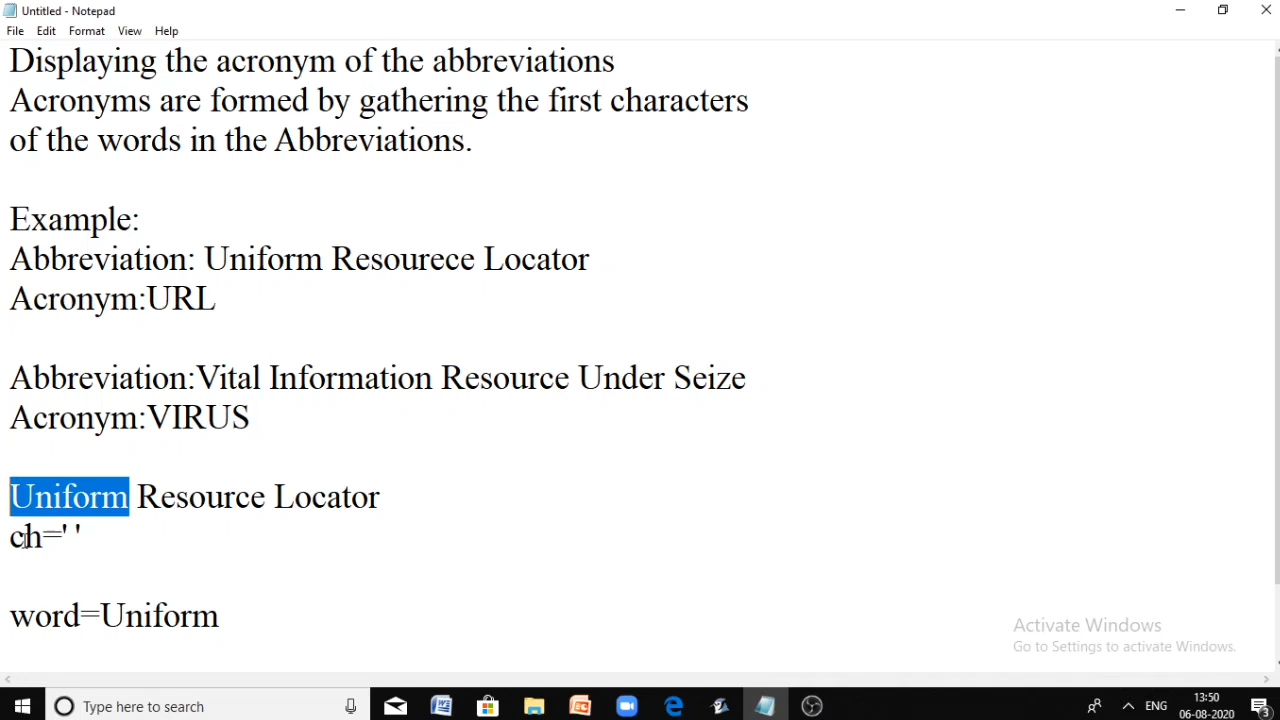 Untitled - Notepad
File Edit Format View Help
Displaying the acronym of the abbreviations
Acronyms are formed by gathering the first characters
of the words in the Abbreviations.
Example:
Abbreviation: Uniform Resourece Locator
Acronym:URL
Abbreviation:Vital Information Resource Under Seize
Acronym:VIRUS
Uniform Resource Locator
ch=' '
word=Uniform
Activate Windows
Go to Settings to activate Windows.
Type here to search
ENG
13:50
06-08-2020
3